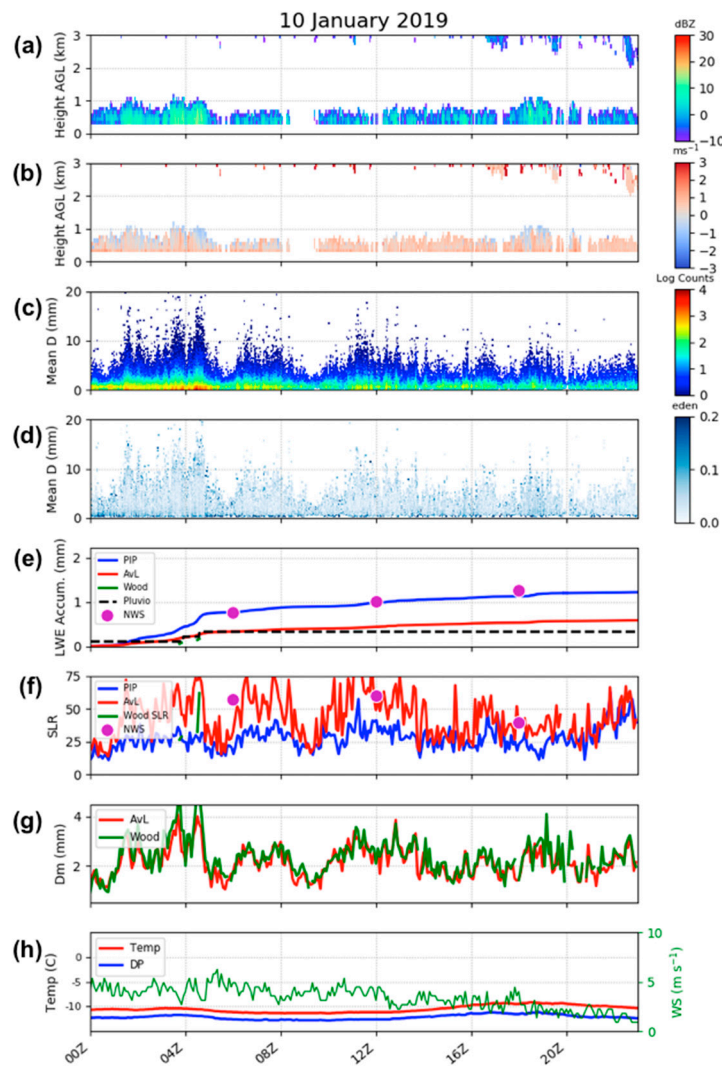 10 January 2019
(a)
Height AGL (km)
3
2
1
0
dBZ
30
20
10
0
−10
(b)
Height AGL (km)
3
2
1
0
ms⁻¹
3
2
1
0
−1
−2
−3
(c)
Mean D (mm)
20
10
0
Log Counts
4
3
2
1
0
(d)
Mean D (mm)
20
10
0
eden
0.2
0.1
0.0
(e)
LWE Accum. (mm)
2
1
0
PIP
AvL
Wood
Pluvio
NWS
(f)
SLR
75
50
25
0
PIP
AvL
Wood SLR
NWS
(g)
Dm (mm)
4
2
AvL
Wood
(h)
Temp (C)
0
-5
-10
Temp
DP
10
5
0
WS (m s⁻¹)
00Z
04Z
08Z
12Z
16Z
20Z